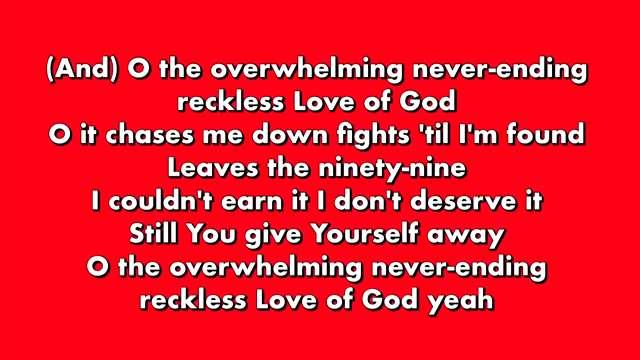 (And) O the overwhelming never-ending
reckless Love of God
O it chases me down fights 'til I'm found
Leaves the ninety-nine
I couldn't earn it I don't deserve it
Still You give Yourself away
O the overwhelming never-ending
reckless Love of God yeah